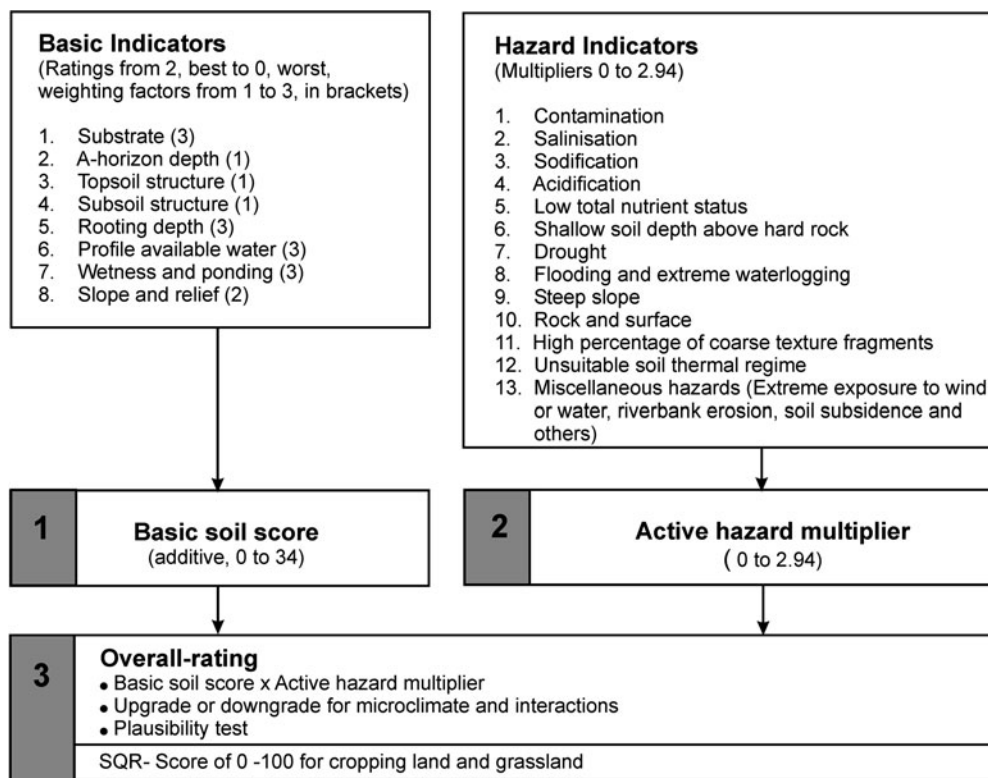 Basic Indicators
(Ratings from 2, best to 0, worst,
weighting factors from 1 to 3, in brackets)
1. Substrate (3)
2. A-horizon depth (1)
3. Topsoil structure (1)
4. Subsoil structure (1)
5. Rooting depth (3)
6. Profile available water (3)
7. Wetness and ponding (3)
8. Slope and relief (2)
Hazard Indicators
(Multipliers 0 to 2.94)
1. Contamination
2. Salinisation
3. Sodification
4. Acidification
5. Low total nutrient status
6. Shallow soil depth above hard rock
7. Drought
8. Flooding and extreme waterlogging
9. Steep slope
10. Rock and surface
11. High percentage of coarse texture fragments
12. Unsuitable soil thermal regime
13. Miscellaneous hazards (Extreme exposure to wind
or water, riverbank erosion, soil subsidence and
others)
1
Basic soil score
(additive, 0 to 34)
2
Active hazard multiplier
( 0 to 2.94)
3
Overall-rating
• Basic soil score x Active hazard multiplier
• Upgrade or downgrade for microclimate and interactions
• Plausibility test
SQR- Score of 0 -100 for cropping land and grassland